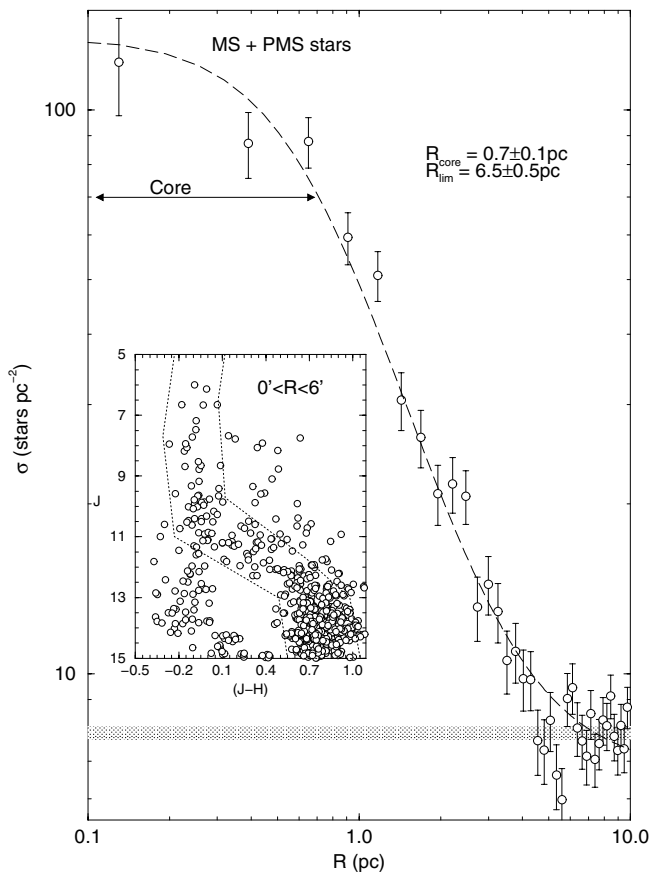 MS + PMS stars
R_core = 0.7±0.1pc
R_lim = 6.5±0.5pc
Core
100
10
σ (stars pc⁻²)
0'<R<6'
5
7
9
11
13
15
J
−0.5 −0.2 0.1 0.4 0.7 1.0
(J−H)
0.1 1.0 10.0
R (pc)